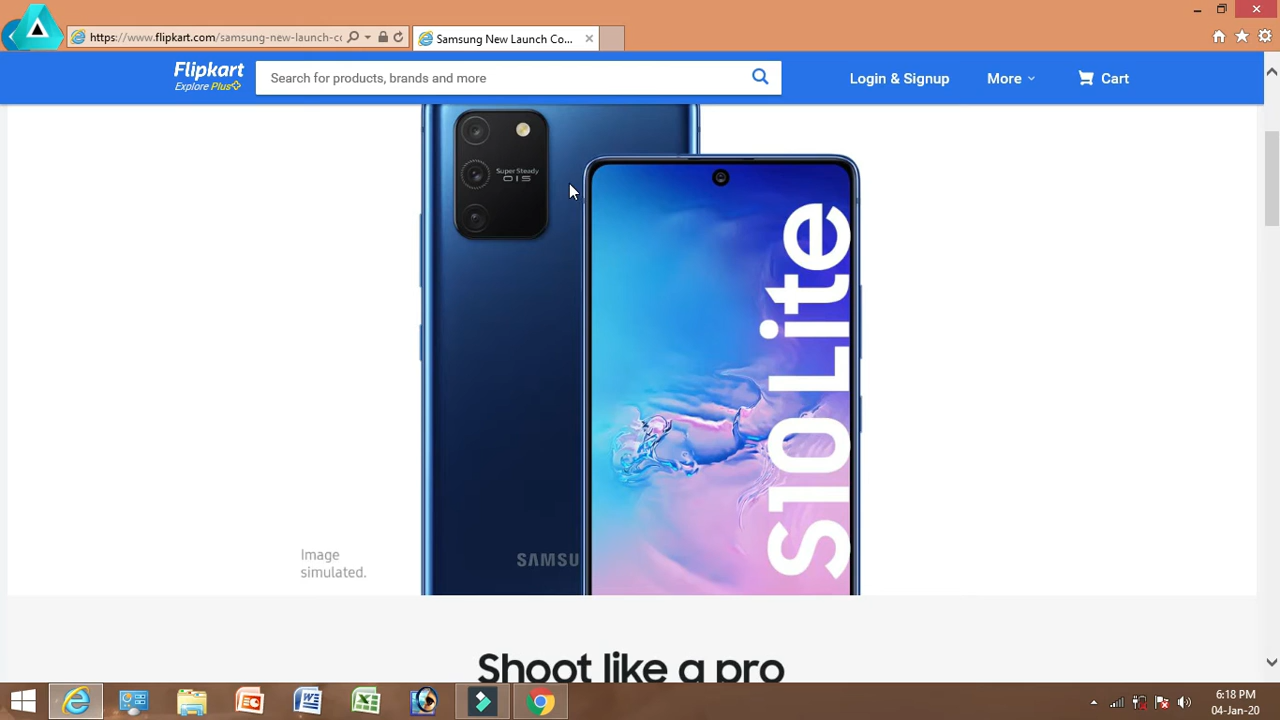 https://www.flipkart.com/samsung-new-launch-co
Samsung New Launch Co...
Flipkart
Explore Plus
Search for products, brands and more
Login & Signup
More
Cart
Super Steady
OIS
S10 Lite
SAMSU
Image
simulated.
Shoot like a pro
6:18 PM
04-Jan-20